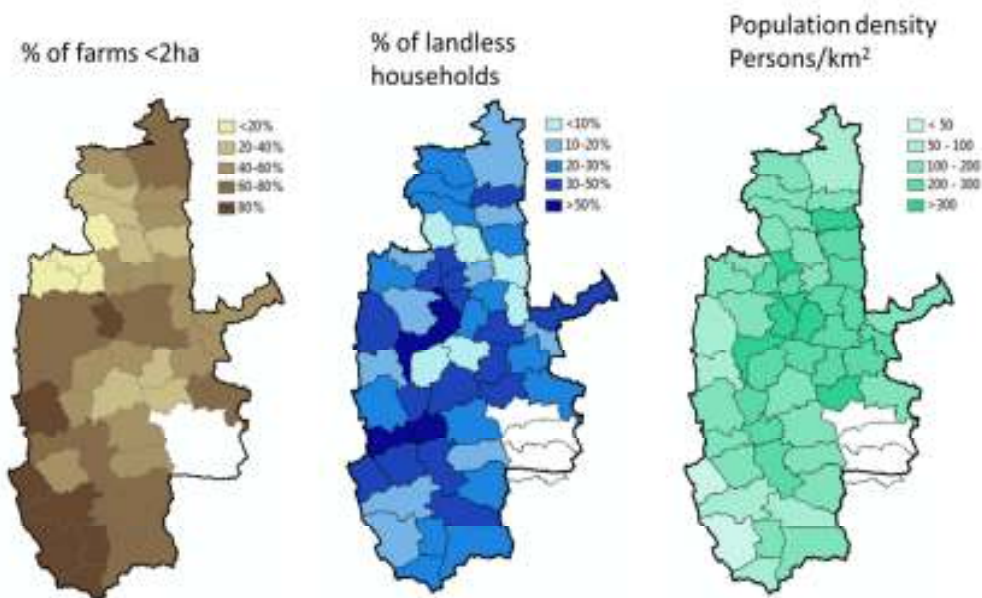 % of farms <2ha
<20%
20-40%
40-60%
60-80%
80%
% of landless
households
<10%
10-20%
20-30%
30-50%
>50%
Population density
Persons/km²
< 50
50 - 100
100 - 200
200 - 300
>300